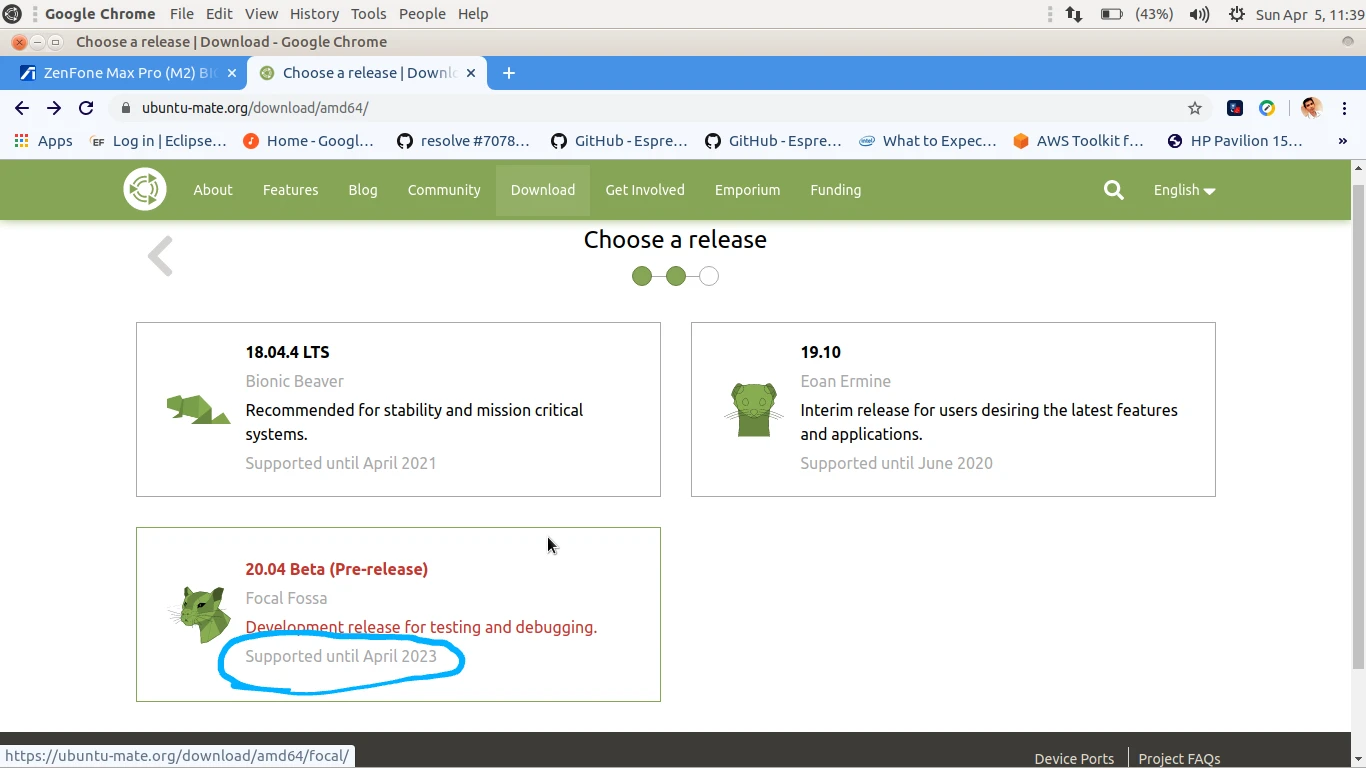 Google Chrome File Edit View History Tools People Help (43%) Sun Apr 5, 11:39
Choose a release | Download - Google Chrome
ZenFone Max Pro (M2) BIO Choose a release | Downlo
ubuntu-mate.org/download/amd64/
Apps EF Log in | Eclipse... Home - Googl... resolve #7078... GitHub - Espre... GitHub - Espre... intel What to Expec... AWS Toolkit f... HP Pavilion 15... »
About Features Blog Community Download Get Involved Emporium Funding English
Choose a release
18.04.4 LTS
Bionic Beaver
Recommended for stability and mission critical
systems.
Supported until April 2021
19.10
Eoan Ermine
Interim release for users desiring the latest features
and applications.
Supported until June 2020
20.04 Beta (Pre-release)
Focal Fossa
Development release for testing and debugging.
Supported until April 2023
https://ubuntu-mate.org/download/amd64/focal/
Device Ports Project FAQs